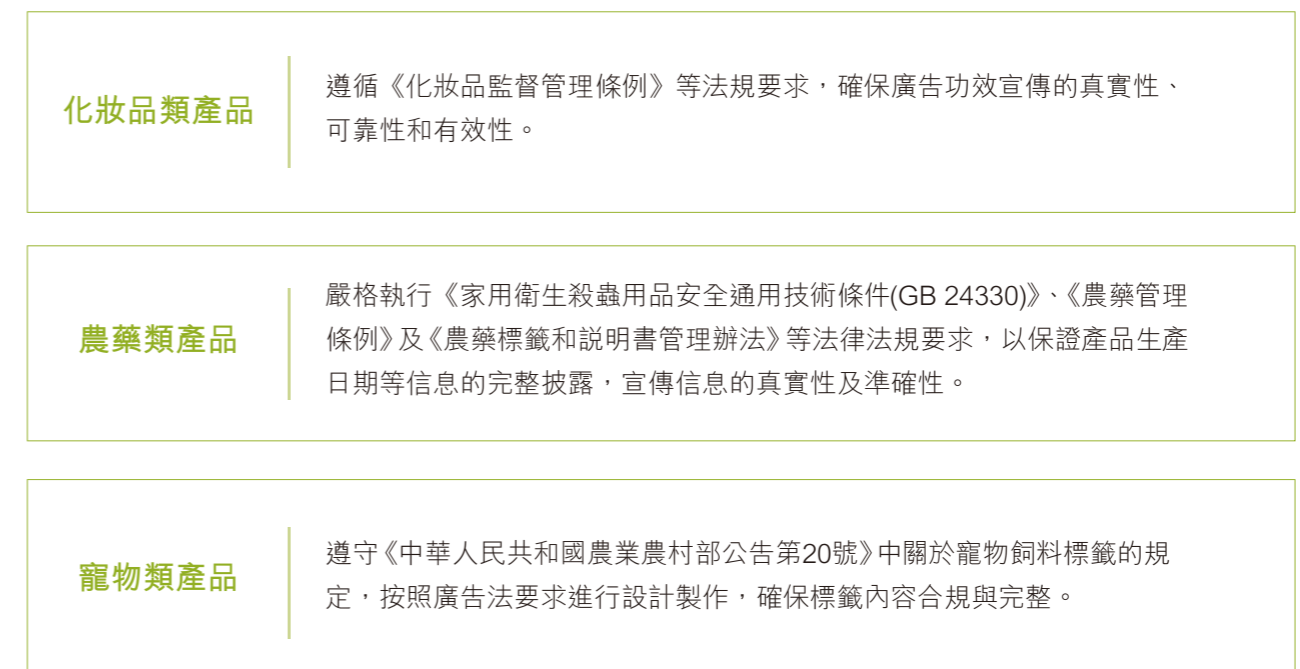 化妝品類產品
遵循《化妝品監督管理條例》等法規要求，確保廣告功效宣傳的真實性、
可靠性和有效性。
農藥類產品
嚴格執行《家用衛生殺蟲用品安全通用技術條件(GB 24330)》、《農藥管理
條例》及《農藥標籤和説明書管理辦法》等法律法規要求，以保證產品生產
日期等信息的完整披露，宣傳信息的真實性及準確性。
寵物類產品
遵守《中華人民共和國農業農村部公告第20號》中關於寵物飼料標籤的規
定，按照廣告法要求進行設計製作，確保標籤內容合規與完整。